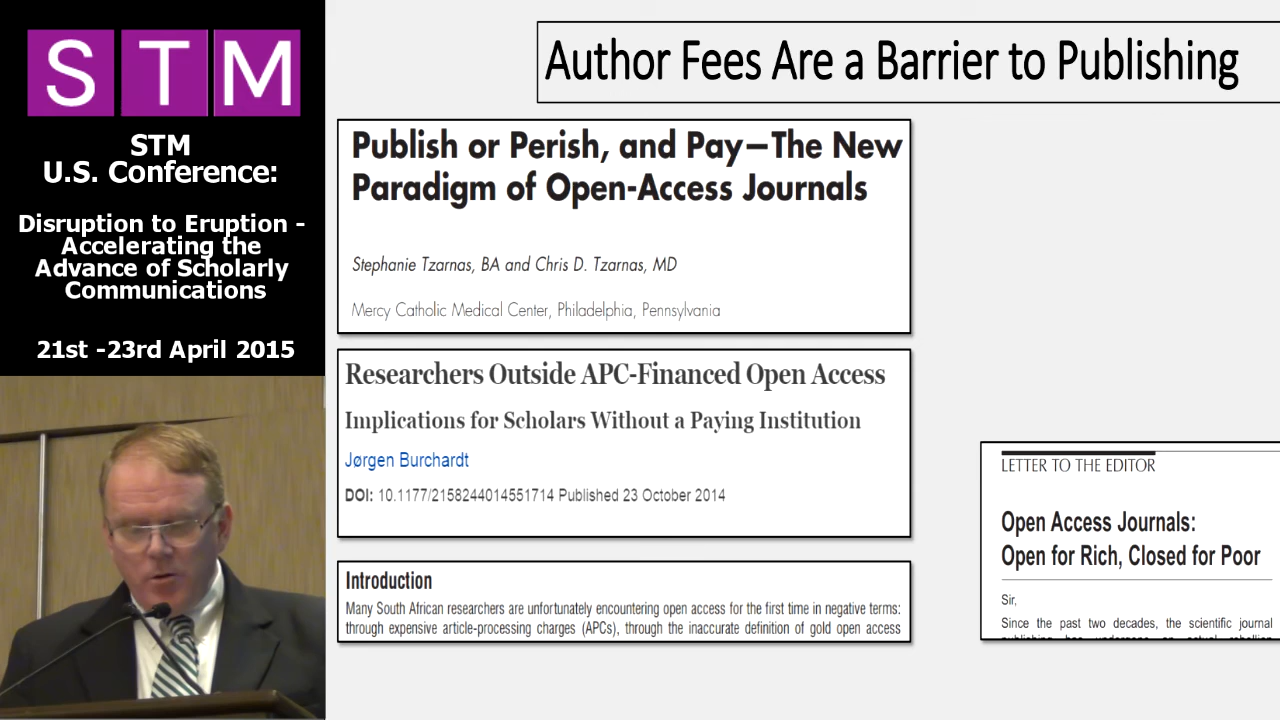 STM
STM
U.S. Conference:
Disruption to Eruption -
Accelerating the
Advance of Scholarly
Communications
21st -23rd April 2015
Author Fees Are a Barrier to Publishing
Publish or Perish, and Pay—The New
Paradigm of Open-Access Journals
Stephanie Tzarnas, BA and Chris D. Tzarnas, MD
Mercy Catholic Medical Center, Philadelphia, Pennsylvania
Researchers Outside APC-Financed Open Access
Implications for Scholars Without a Paying Institution
Jørgen Burchardt
DOI: 10.1177/2158244014551714 Published 23 October 2014
Introduction
Many South African researchers are unfortunately encountering open access for the first time in negative terms:
through expensive article-processing charges (APCs), through the inaccurate definition of gold open access
LETTER TO THE EDITOR
Open Access Journals:
Open for Rich, Closed for Poor
Sir,
Since the past two decades, the scientific journal